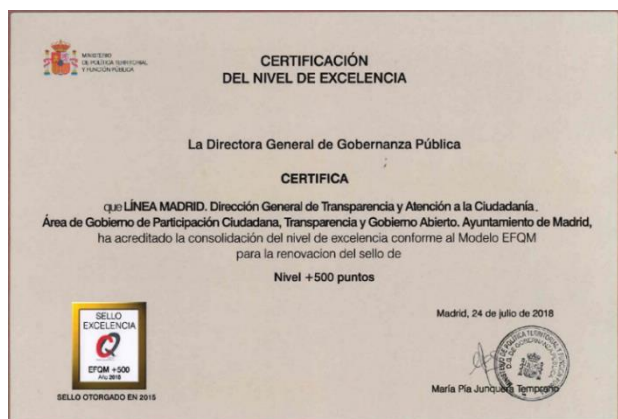 MINISTERIO
DE POLÍTICA TERRITORIAL
Y FUNCIÓN PÚBLICA
CERTIFICACIÓN
DEL NIVEL DE EXCELENCIA
La Directora General de Gobernanza Pública
CERTIFICA
que LÍNEA MADRID. Dirección General de Transparencia y Atención a la Ciudadanía.
Área de Gobierno de Participación Ciudadana, Transparencia y Gobierno Abierto. Ayuntamiento de Madrid,
ha acreditado la consolidación del nivel de excelencia conforme al Modelo EFQM
para la renovacion del sello de
Nivel +500 puntos
Madrid, 24 de julio de 2018
SELLO
EXCELENCIA
EFQM +500
SELLO OTORGADO EN 2015
María Pía Junquera Temprano